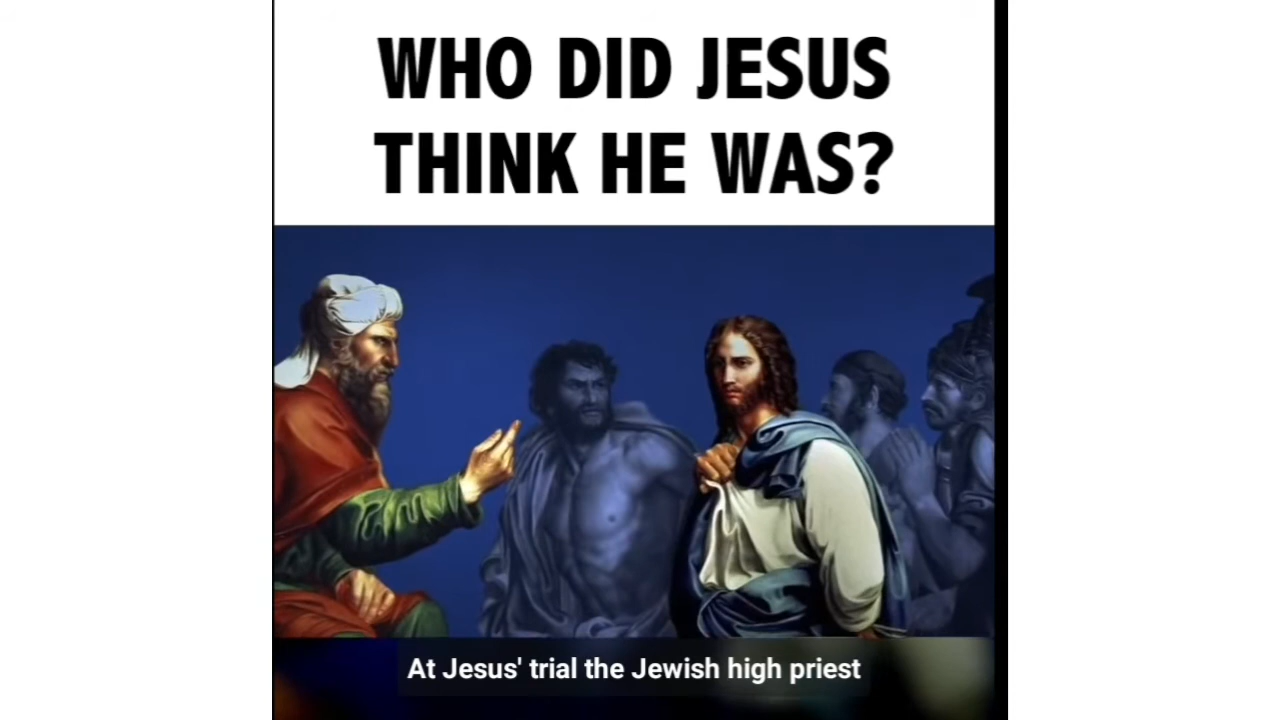 WHO DID JESUS
THINK HE WAS?
At Jesus' trial the Jewish high priest